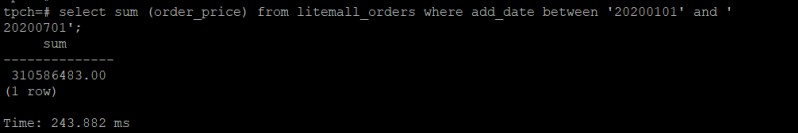 tpch=# select sum (order_price) from litemall_orders where add_date between '20200101' and '
20200701';
sum
--------------
310586483.00
(1 row)
Time: 243.882 ms